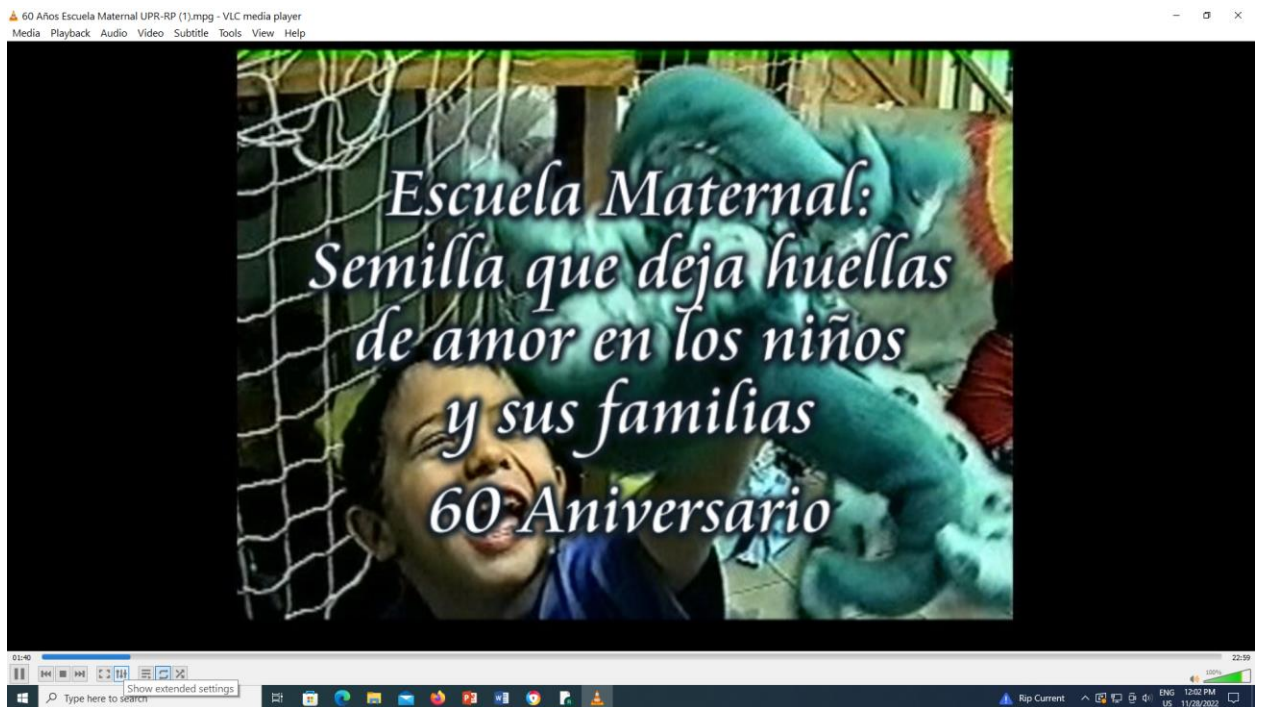 60 Años Escuela Maternal UPR-RP (1).mpg - VLC media player
Media Playback Audio Video Subtitle Tools View Help
Escuela Maternal:
Semilla que deja huellas
de amor en los niños
y sus familias
60 Aniversario
01:40
22:59
100%
Show extended settings
Type here to search
Rip Current
ENG
US
12:02 PM
11/28/2022